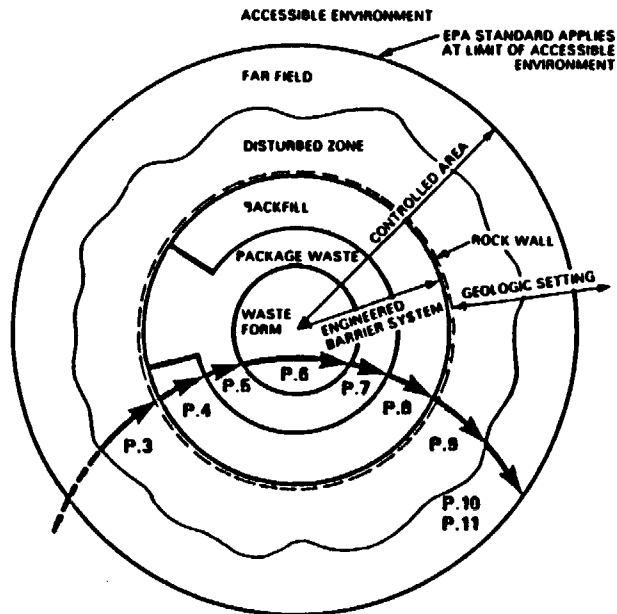 ACCESSIBLE ENVIRONMENT
EPA STANDARD APPLIES
AT LIMIT OF ACCESSIBLE
ENVIRONMENT
FAR FIELD
DISTURBED ZONE
CONTROLLED AREA
BACKFILL
ROCK WALL
PACKAGE WASTE
GEOLOGIC SETTING
WASTE
FORM
ENGINEERED
BARRIER SYSTEM
P.3
P.4
P.5
P.6
P.7
P.8
P.9
P.10
P.11